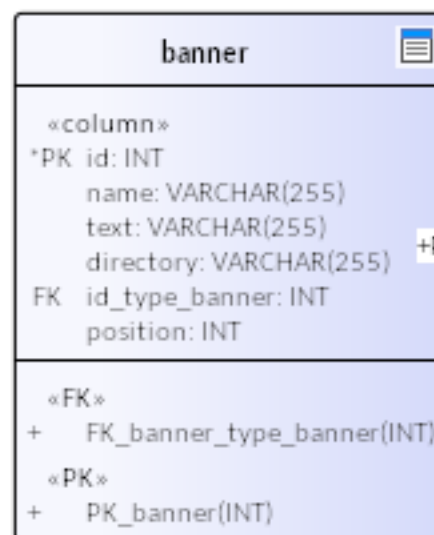 banner
«column»
*PK id: INT
name: VARCHAR(255)
text: VARCHAR(255)
directory: VARCHAR(255)
FK id_type_banner: INT
position: INT
«FK»
+ FK_banner_type_banner(INT)
«PK»
+ PK_banner(INT)